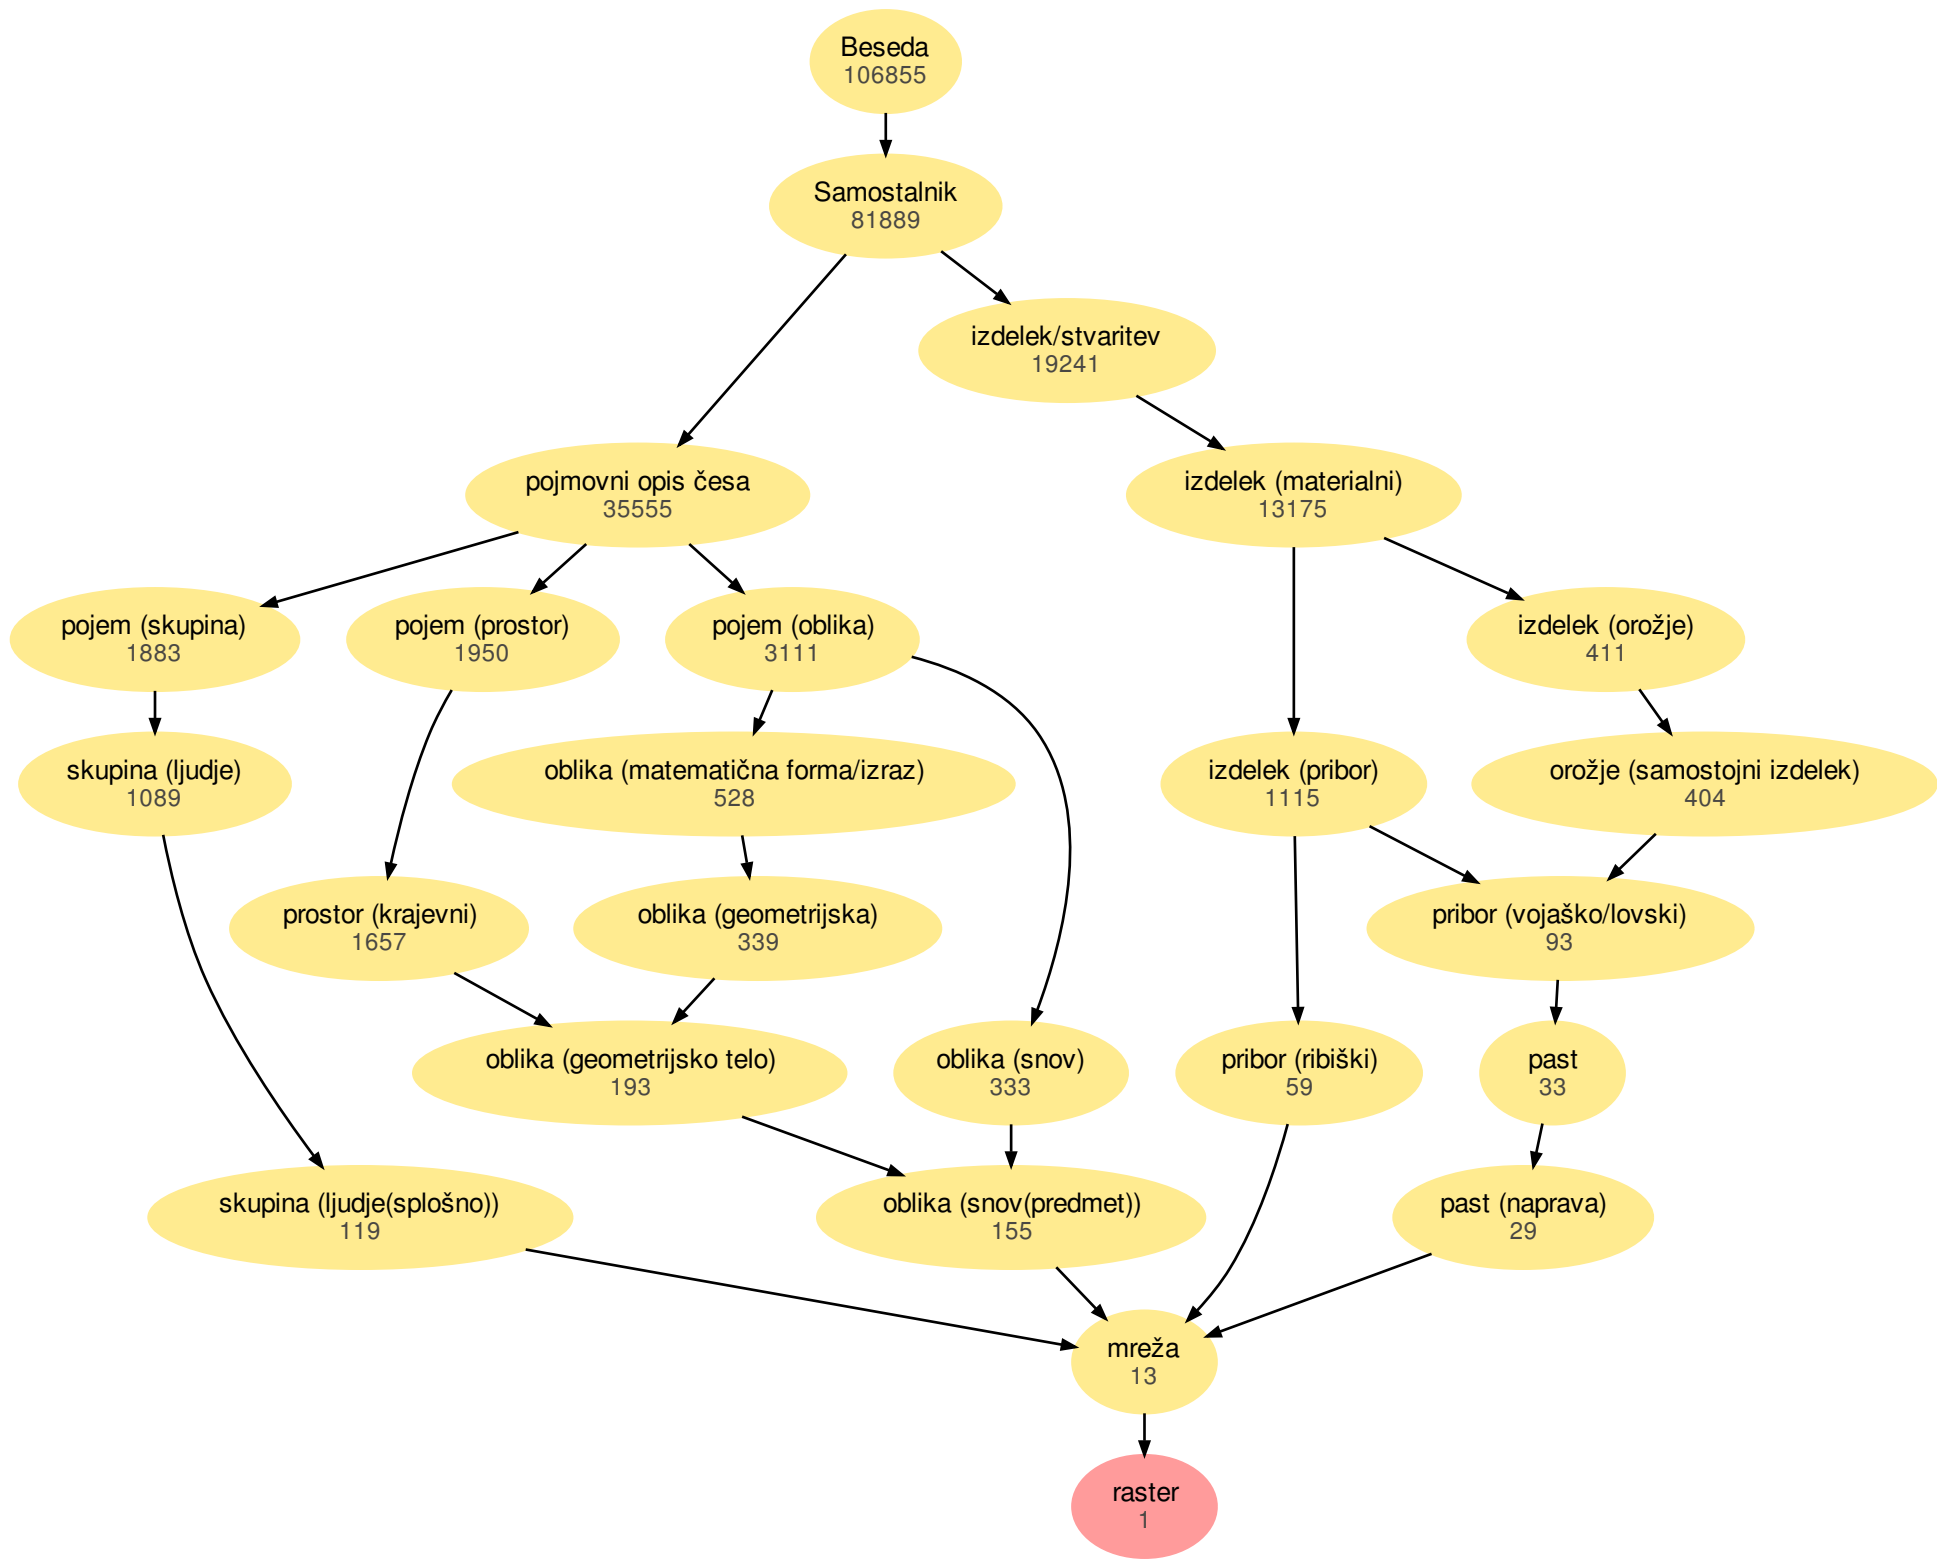 Beseda
106855
Samostalnik
81889
izdelek/stvaritev
19241
pojmovni opis česa
35555
izdelek (materialni)
13175
pojem (skupina)
1883
pojem (prostor)
1950
pojem (oblika)
3111
izdelek (orožje)
411
skupina (ljudje)
1089
oblika (matematična forma/izraz)
528
izdelek (pribor)
1115
orožje (samostojni izdelek)
404
prostor (krajevni)
1657
oblika (geometrijska)
339
pribor (vojaško/lovski)
93
oblika (geometrijsko telo)
193
oblika (snov)
333
pribor (ribiški)
59
past
33
skupina (ljudje(splošno))
119
oblika (snov(predmet))
155
past (naprava)
29
mreža
13
raster
1